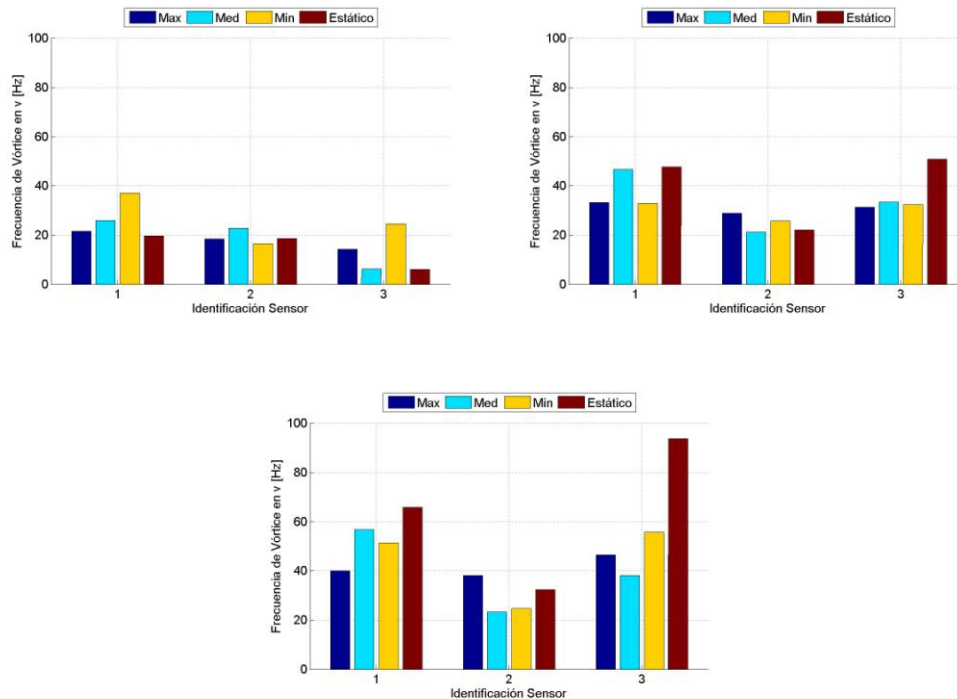 Max Med Min Estático
100
80
60
40
20
0
Frecuencia de Vórtice en v [Hz]
1 2 3
Identificación Sensor
Max Med Min Estático
100
80
60
40
20
0
Frecuencia de Vórtice en v [Hz]
1 2 3
Identificación Sensor
Max Med Min Estático
100
80
60
40
20
0
Frecuencia de Vórtice en v [Hz]
1 2 3
Identificación Sensor